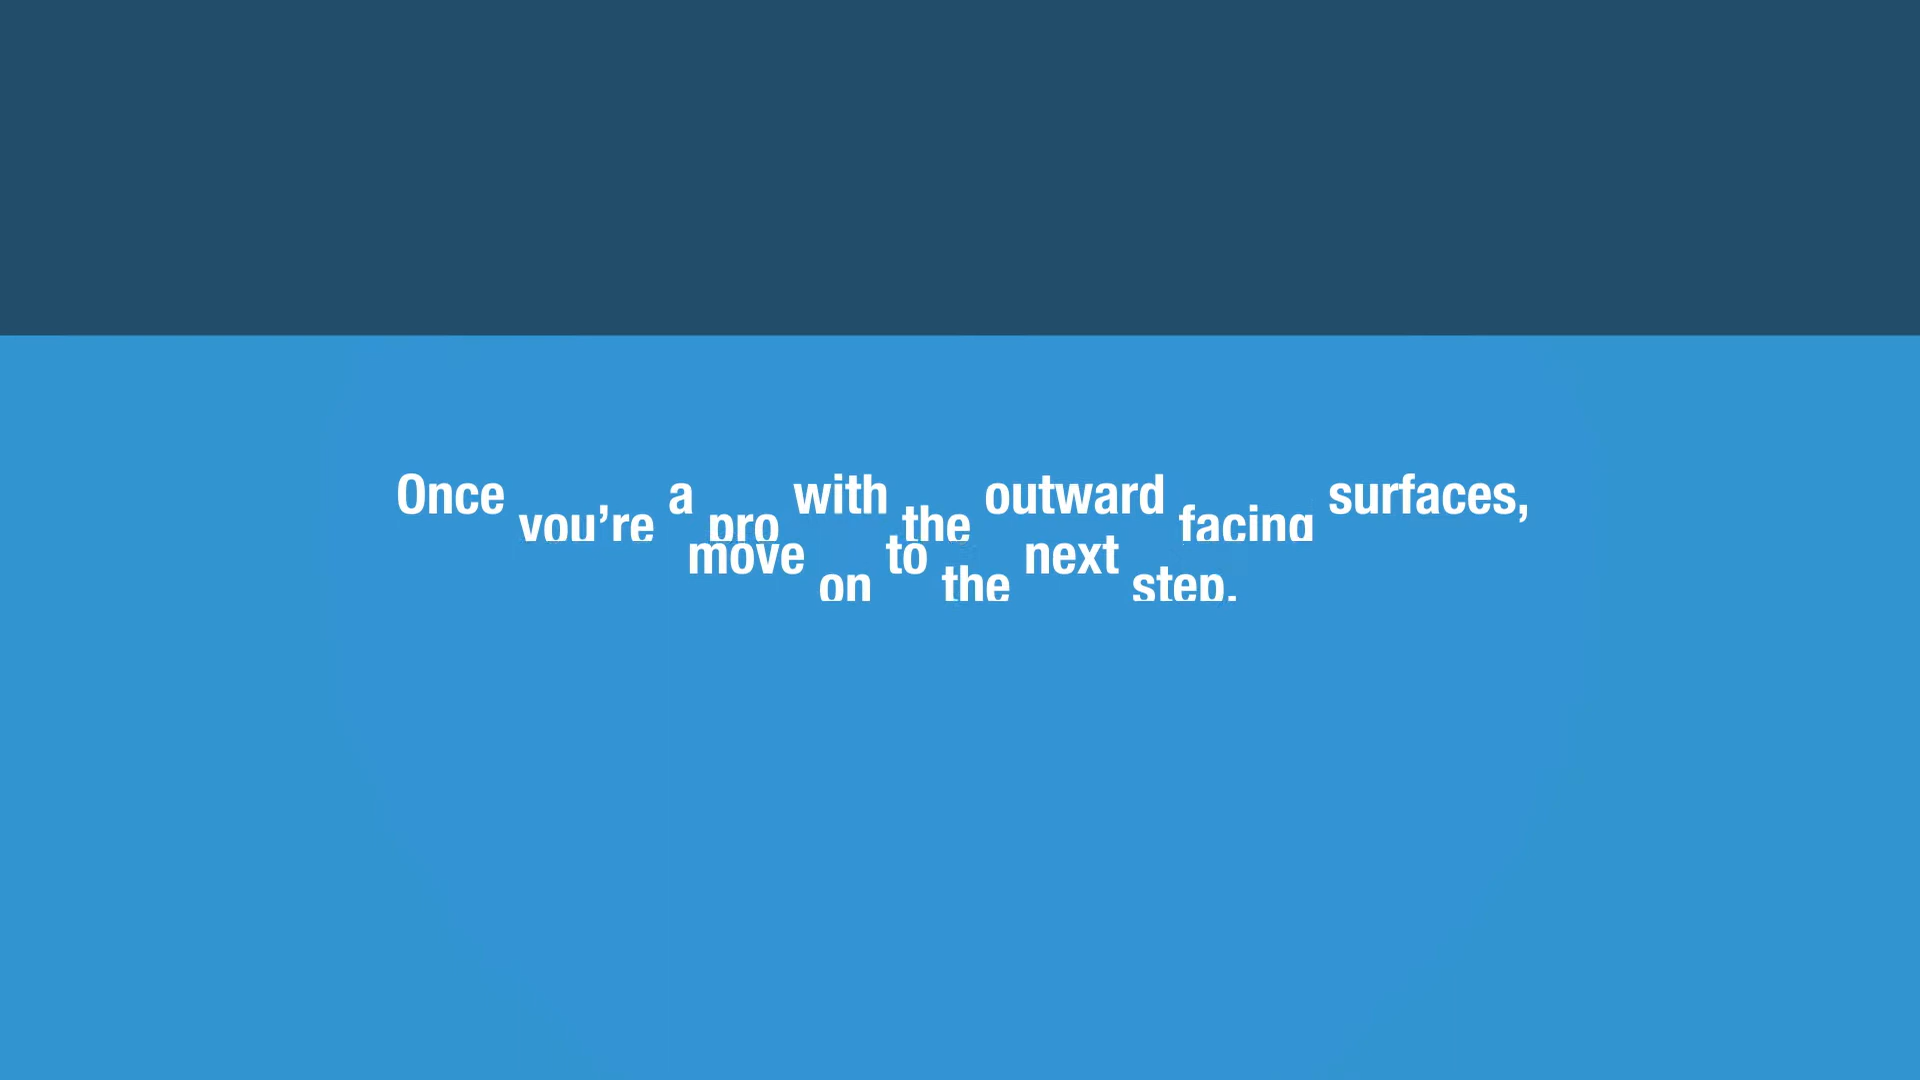 Once you’re a pro with the outward facing surfaces,
move on to the next step.